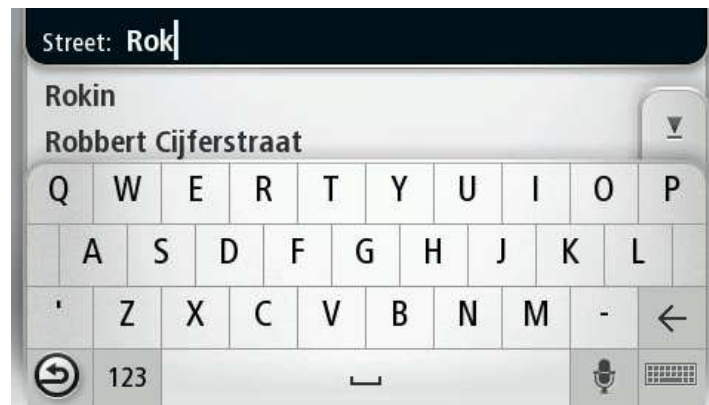 Street: Rok
Rokin
Robbert Cijferstraat
Q W E R T Y U I O P
A S D F G H J K L
' Z X C V B N M -
123